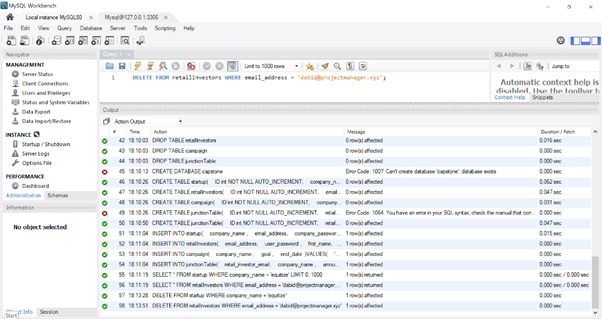 MySQL Workbench
Local instance MySQL80 Mysql@127.0.0.1:3306
File Edit View Query Database Server Tools Scripting Help
Navigator
MANAGEMENT
Server Status
Client Connections
Users and Privileges
Status and System Variables
Data Export
Data Import/Restore
INSTANCE
Startup / Shutdown
Server Logs
Options File
PERFORMANCE
Dashboard
Administration Schemas
Information
No object selected
Object Info Session
Start
Query 1
Limit to 1000 rows
1 DELETE FROM retailInvestors WHERE email_address = 'dabid@projectmanager.xyz';
SQLAdditions
Jump to
Automatic context help is
disabled. Use the toolbar to
Context Help Snippets
Output
Action Output
# Time Action Message Duration / Fetch
42 18:10:03 DROP TABLE retailInvestors 0 row(s) affected 0.016 sec
43 18:10:03 DROP TABLE campaign 0 row(s) affected 0.000 sec
44 18:10:03 DROP TABLE junctionTable 0 row(s) affected 0.000 sec
45 18:10:13 CREATE DATABASE capstone Error Code: 1007. Can't create database 'capstone'; database exists 0.000 sec
46 18:10:26 CREATE TABLE startup( ID int NOT NULL AUTO_INCREMENT, company_n... 0 row(s) affected 0.062 sec
47 18:10:26 CREATE TABLE retailInvestors( ID int NOT NULL AUTO_INCREMENT, email... 0 row(s) affected 0.047 sec
48 18:10:26 CREATE TABLE campaign( ID int NOT NULL AUTO_INCREMENT, compan... 0 row(s) affected 0.031 sec
49 18:10:26 CREATE TABLE junctionTable( ID int NOT NULL AUTO_INCREMENT, retail... Error Code: 1064. You have an error in your SQL syntax; check the manual that corr... 0.000 sec
50 18:10:50 CREATE TABLE junctionTable( ID int NOT NULL AUTO_INCREMENT, retail... 0 row(s) affected 0.047 sec
51 18:11:04 INSERT INTO startup( company_name, email_address, company_passwor... 1 row(s) affected 0.015 sec
52 18:11:04 INSERT INTO retailInvestors( email_address, user_password, first_name, ... 1 row(s) affected 0.000 sec
53 18:11:04 INSERT INTO campaign( company_name, goal, end_date )VALUES( ... 1 row(s) affected 0.000 sec
54 18:11:04 INSERT INTO junctionTable( retail_investor_email, company_name, amou... 1 row(s) affected 0.000 sec
55 18:11:19 SELECT * FROM startup WHERE company_name = 'equitize' LIMIT 0, 1000 1 row(s) returned 0.000 sec / 0.000 sec
56 18:11:19 SELECT * FROM retailInvestors WHERE email_address = 'dabid@projectmanager.... 1 row(s) returned 0.000 sec / 0.000 sec
57 18:13:28 DELETE FROM startup WHERE company_name = 'equitize' 1 row(s) affected 0.000 sec
58 18:13:51 DELETE FROM retailInvestors WHERE email_address = 'dabid@projectmanager.xyz' 1 row(s) affected 0.000 sec